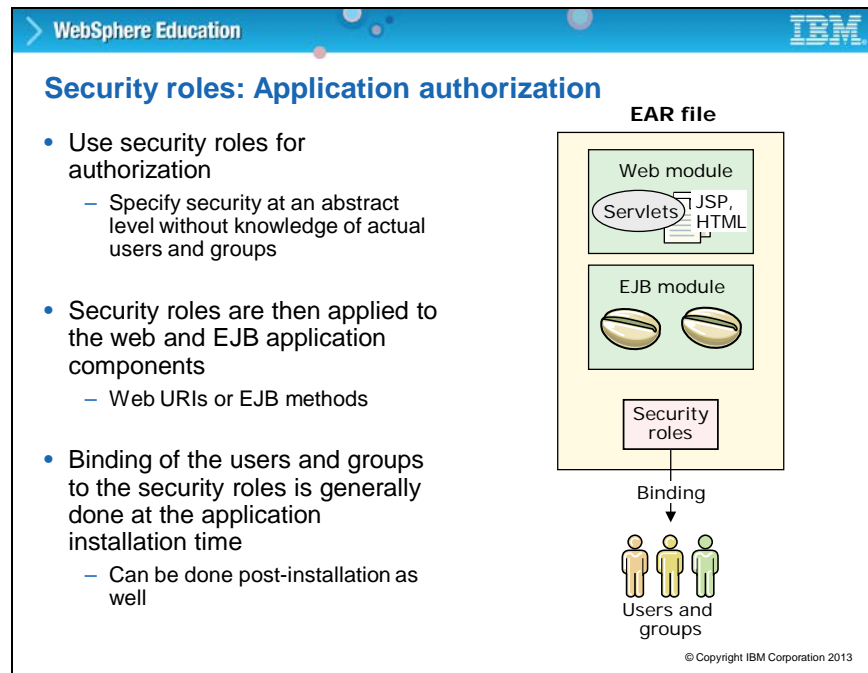 WebSphere Education
IBM
Security roles: Application authorization
• Use security roles for
authorization
– Specify security at an abstract
level without knowledge of actual
users and groups
• Security roles are then applied to
the web and EJB application
components
– Web URIs or EJB methods
• Binding of the users and groups
to the security roles is generally
done at the application
installation time
– Can be done post-installation as
well
EAR file
Web module
Servlets
JSP,
HTML
EJB module
Security
roles
Binding
Users and
groups
© Copyright IBM Corporation 2013